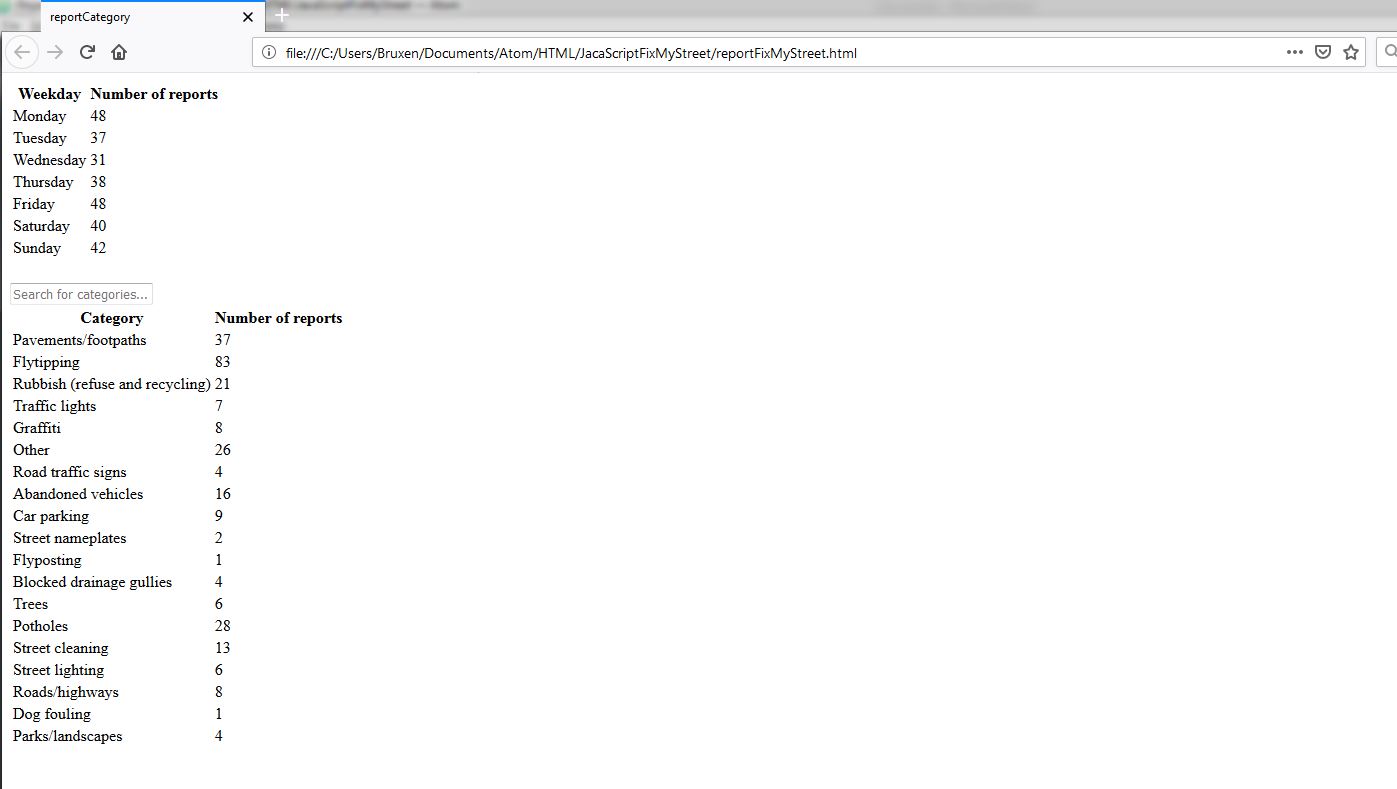 reportCategory
file:///C:/Users/Bruxen/Documents/Atom/HTML/JacaScriptFixMyStreet/reportFixMyStreet.html
Weekday Number of reports
Monday 48
Tuesday 37
Wednesday 31
Thursday 38
Friday 48
Saturday 40
Sunday 42
Search for categories...
Category Number of reports
Pavements/footpaths 37
Flytipping 83
Rubbish (refuse and recycling) 21
Traffic lights 7
Graffiti 8
Other 26
Road traffic signs 4
Abandoned vehicles 16
Car parking 9
Street nameplates 2
Flyposting 1
Blocked drainage gullies 4
Trees 6
Potholes 28
Street cleaning 13
Street lighting 6
Roads/highways 8
Dog fouling 1
Parks/landscapes 4